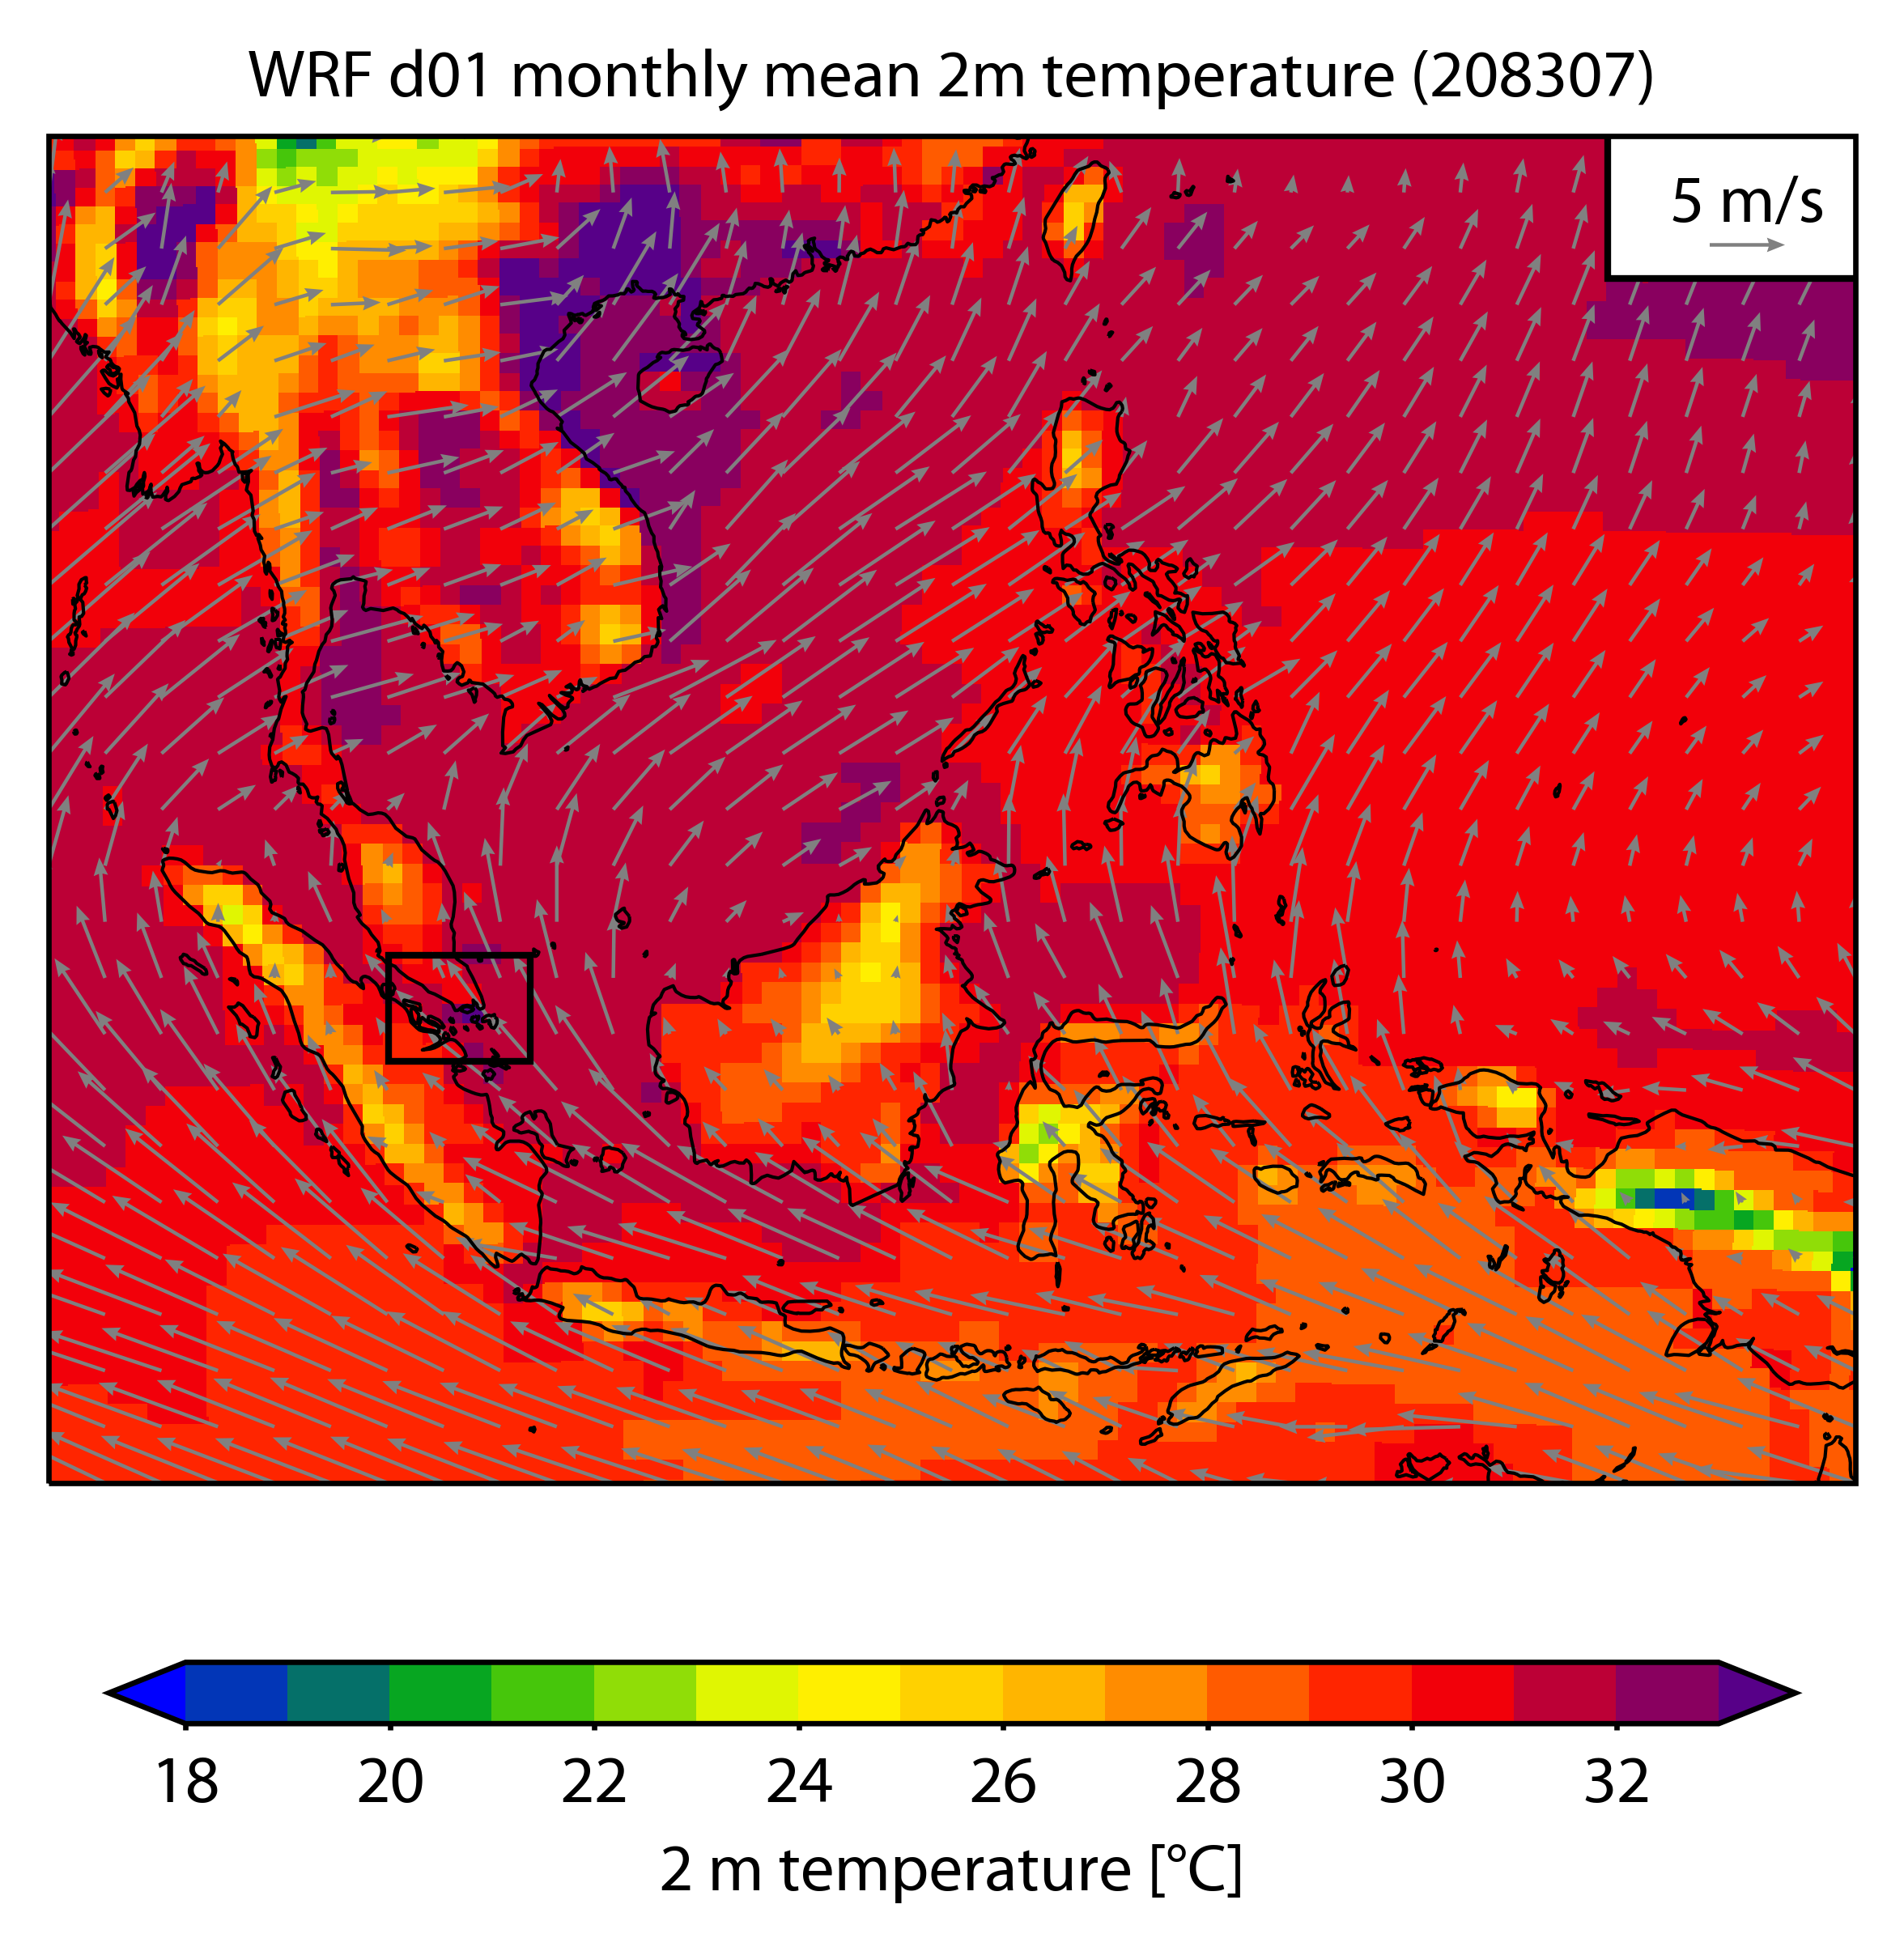 WRF d01 monthly mean 2m temperature (208307)
5 m/s
18 20 22 24 26 28 30 32
2 m temperature [°C]